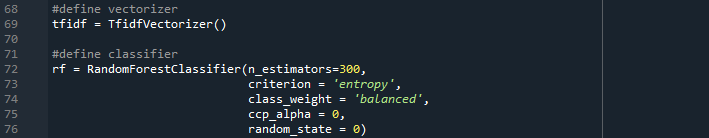 68 #define vectorizer
69 tfidf = TfidfVectorizer()
70
71 #define classifier
72 rf = RandomForestClassifier(n_estimators=300,
73 criterion = 'entropy',
74 class_weight = 'balanced',
75 ccp_alpha = 0,
76 random_state = 0)